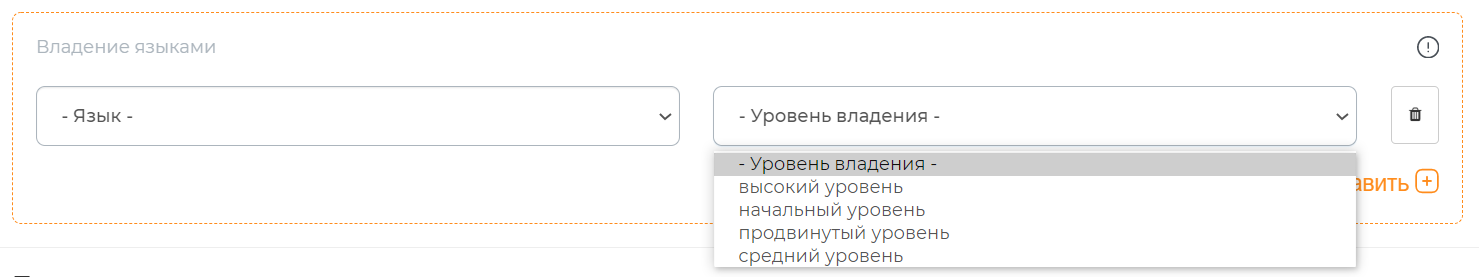 Владение языками
- Язык -
- Уровень владения -
- Уровень владения -
высокий уровень
начальный уровень
продвинутый уровень
средний уровень
авить